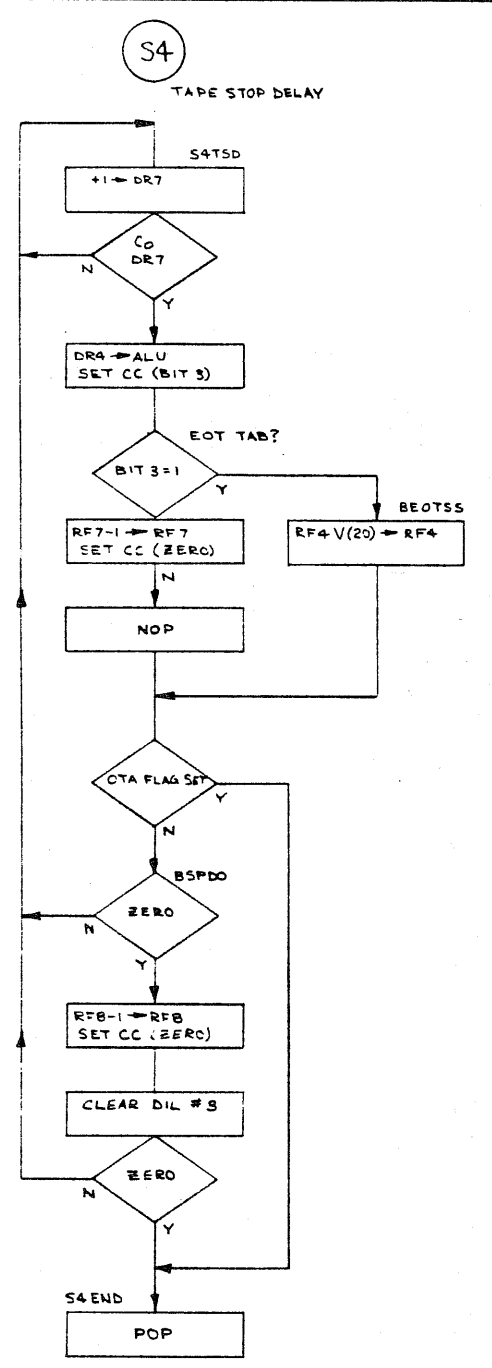 S4
TAPE STOP DELAY
S4TSD
+1→DR7
C0
DR7
N
Y
DR4→ALU
SET CC (BIT 3)
EOT TAB?
BIT 3=1
Y
BEOTSS
RF7-1→RF7
SET CC (ZERO)
RF4 V(20)→RF4
N
NOP
OTA FLAG SET
Y
N
BSPDO
ZERO
N
Y
RF8-1→RF8
SET CC (ZERO)
CLEAR DIL #3
ZERO
N
Y
S4END
POP